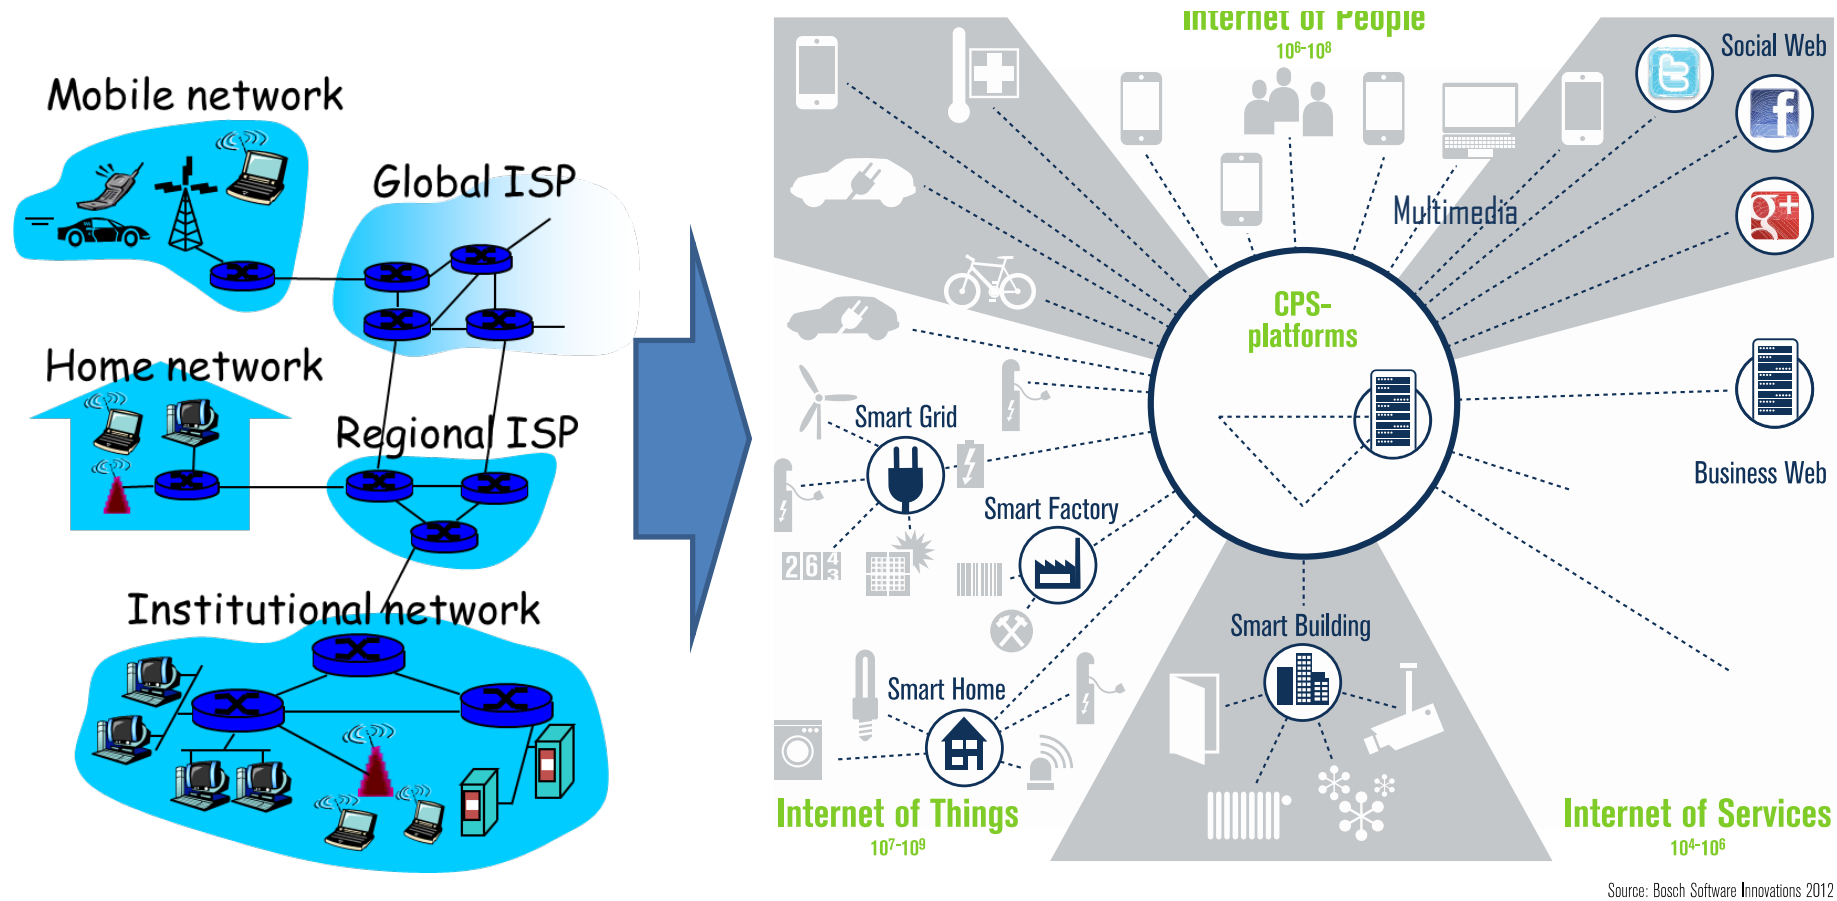 Mobile network
Global ISP
Home network
Regional ISP
Institutional network
Internet of People
10⁶-10⁸
Social Web
Multimedia
CPS-
platforms
Smart Grid
Business Web
Smart Factory
Smart Building
Smart Home
Internet of Things
10⁷-10⁹
Internet of Services
10⁴-10⁶
Source: Bosch Software Innovations 2012
t
f
g+